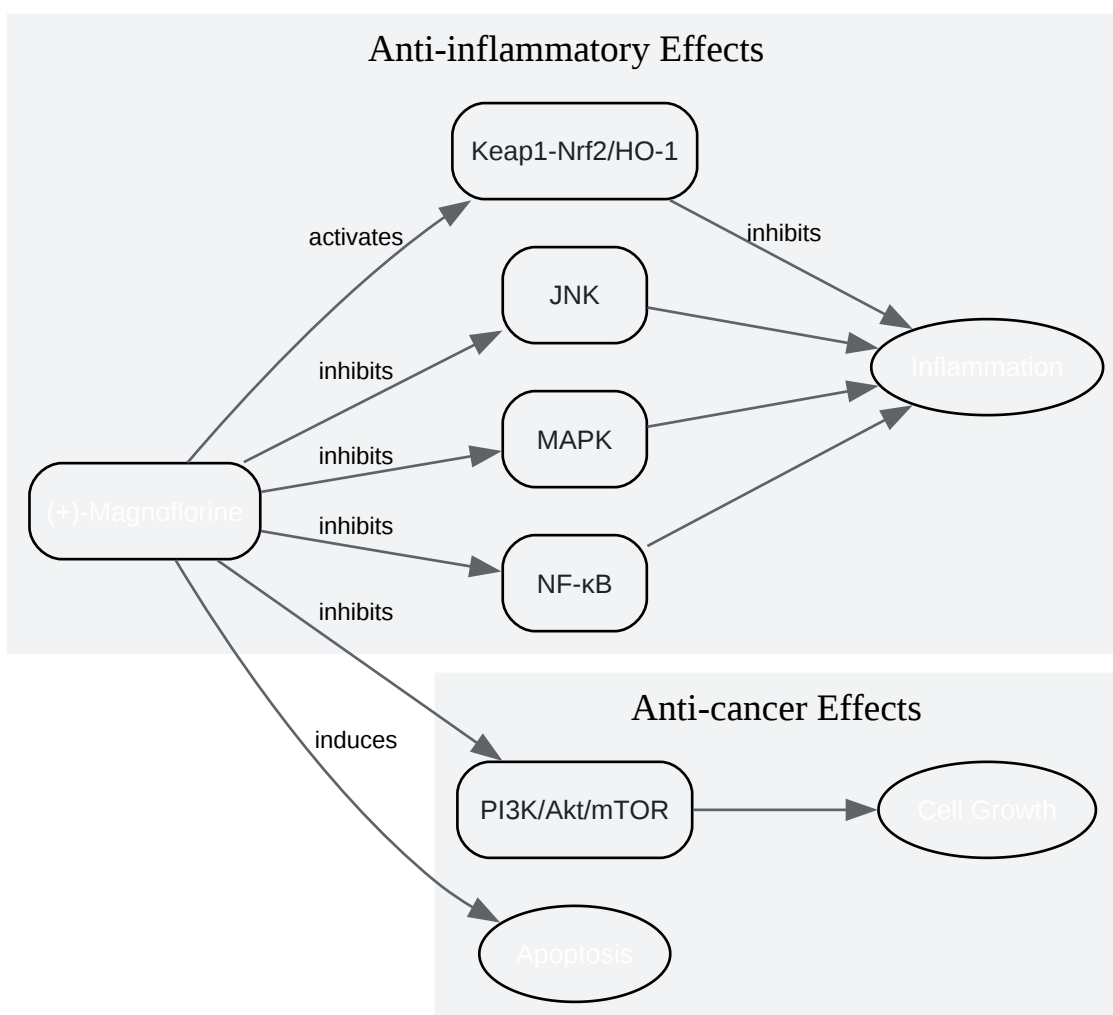 Anti-inflammatory Effects
Keap1-Nrf2/HO-1
activates
inhibits
JNK
inhibits
Inflammation
MAPK
inhibits
(+)-Magnoflorine
inhibits
NF-κB
inhibits
Anti-cancer Effects
induces
PI3K/Akt/mTOR
Cell Growth
Apoptosis